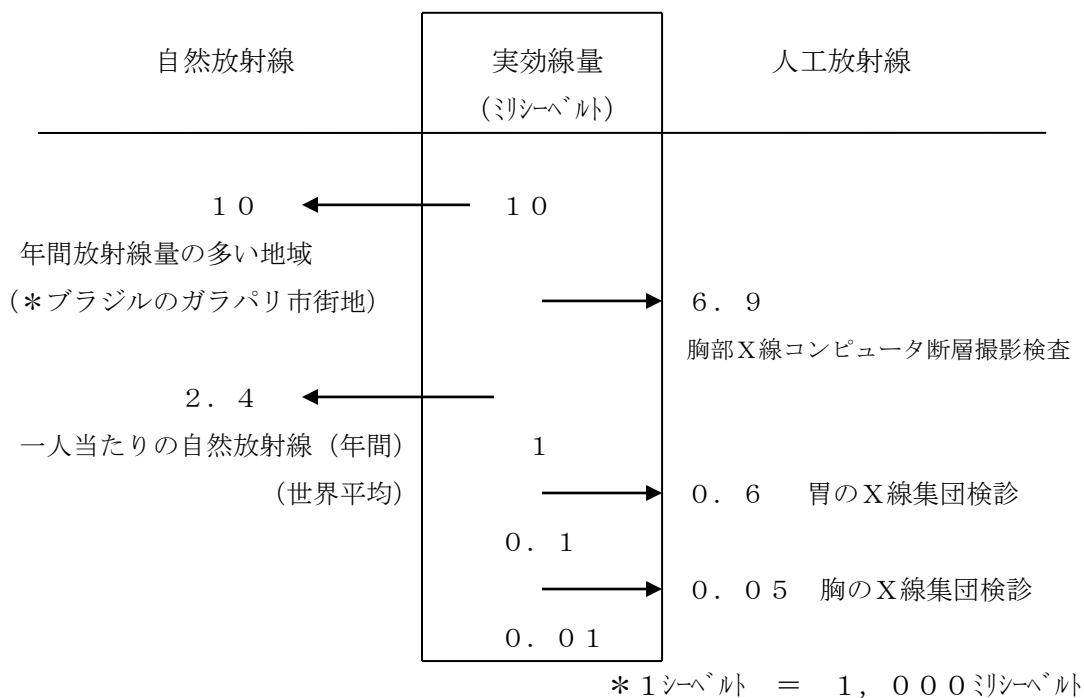 自然放射線　実効線量　人工放射線
(ﾐﾘｼｰﾍﾞﾙﾄ)
１０　１０
年間放射線量の多い地域
(＊ブラジルのガラパリ市街地)　６．９
胸部Ｘ線コンピュータ断層撮影検査
２．４
一人当たりの自然放射線（年間）　１
(世界平均)　０．６　胃のＸ線集団検診
０．１
０．０５　胸のＸ線集団検診
０．０１
＊１ｼｰﾍﾞﾙﾄ　＝　１，０００ﾐﾘｼｰﾍﾞﾙﾄ